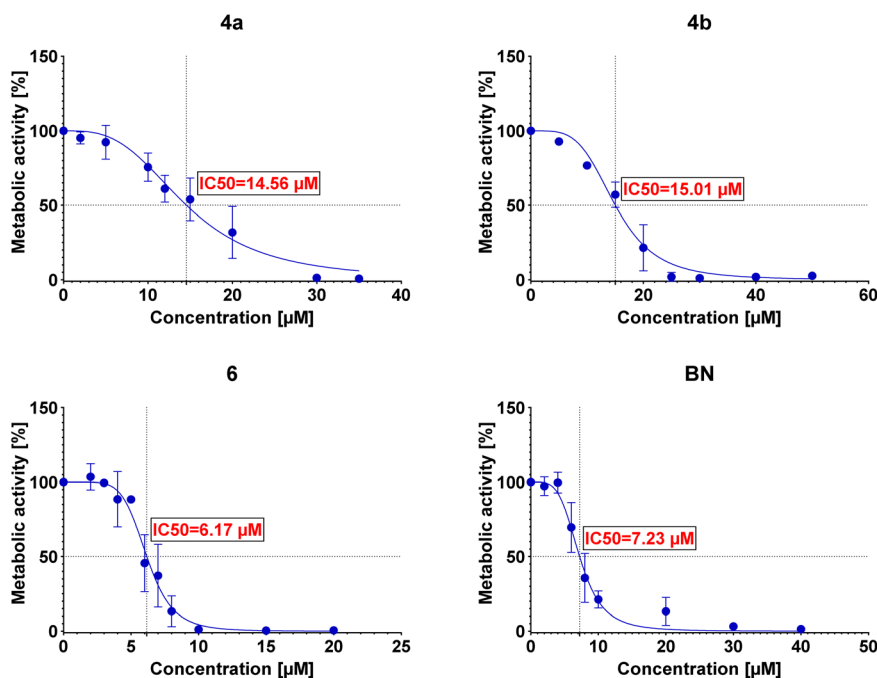 4a
Metabolic activity [%]
150
100
50
0
IC50=14.56 µM
0 10 20 30 40
Concentration [µM]
4b
Metabolic activity [%]
150
100
50
0
IC50=15.01 µM
0 20 40 60
Concentration [µM]
6
Metabolic activity [%]
150
100
50
0
IC50=6.17 µM
0 5 10 15 20 25
Concentration [µM]
BN
Metabolic activity [%]
150
100
50
0
IC50=7.23 µM
0 10 20 30 40 50
Concentration [µM]